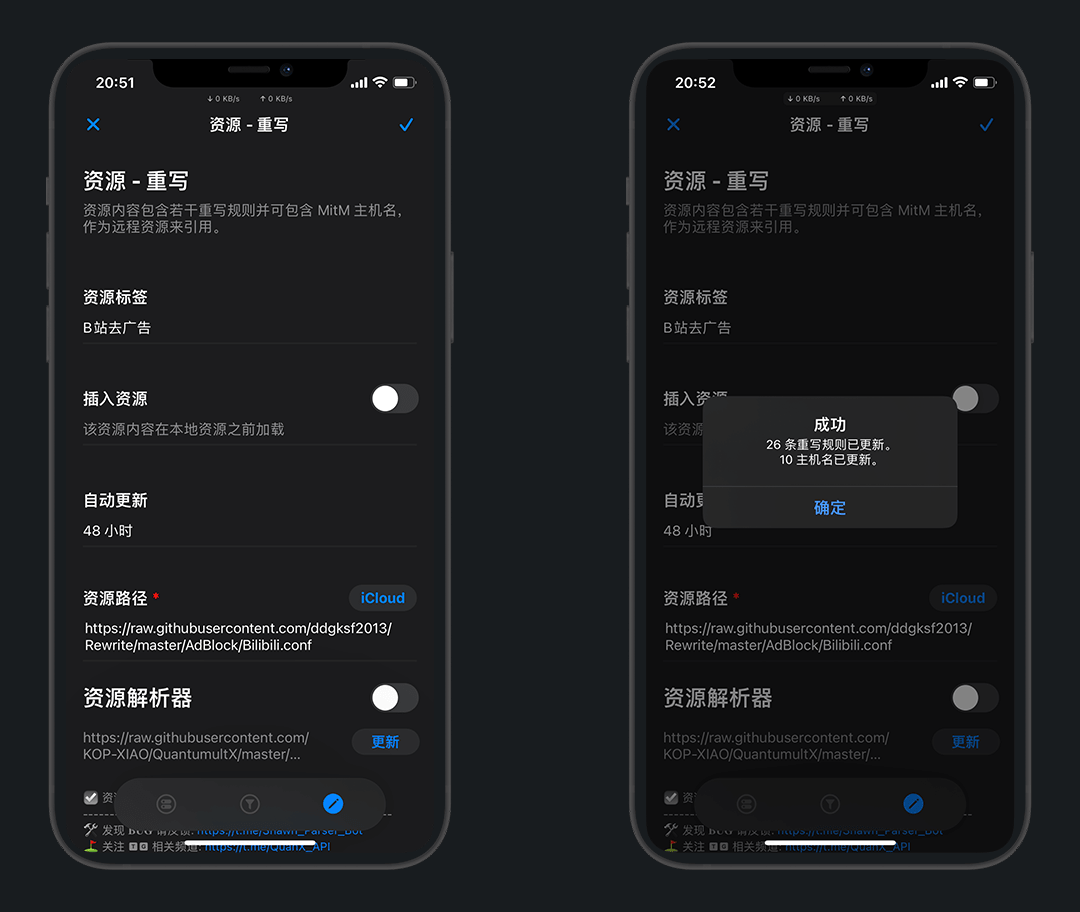 20:51
↓ 0 KB/s ↑ 0 KB/s
资源 - 重写
资源 - 重写
资源内容包含若干重写规则并可包含 MitM 主机名，
作为远程资源来引用。
资源标签
B站去广告
插入资源
该资源内容在本地资源之前加载
自动更新
48 小时
资源路径 *
iCloud
https://raw.githubusercontent.com/ddgksf2013/
Rewrite/master/AdBlock/Bilibili.conf
资源解析器
https://raw.githubusercontent.com/
KOP-XIAO/QuantumultX/master/...
更新
资
发现 BUG 请反馈: https://t.me/Shawn_Parser_Bot
关注 TG 相关频道: https://t.me/QuanX_API
20:52
↓ 0 KB/s ↑ 0 KB/s
资源 - 重写
资源 - 重写
资源内容包含若干重写规则并可包含 MitM 主机名，
作为远程资源来引用。
资源标签
B站去广告
插入资源
该资源
成功
26 条重写规则已更新。
10 主机名已更新。
确定
自动更
48 小时
资源路径 *
iCloud
https://raw.githubusercontent.com/ddgksf2013/
Rewrite/master/AdBlock/Bilibili.conf
资源解析器
https://raw.githubusercontent.com/
KOP-XIAO/QuantumultX/master/...
更新
资
发现 BUG 请反馈: https://t.me/Shawn_Parser_Bot
关注 TG 相关频道: https://t.me/QuanX_API